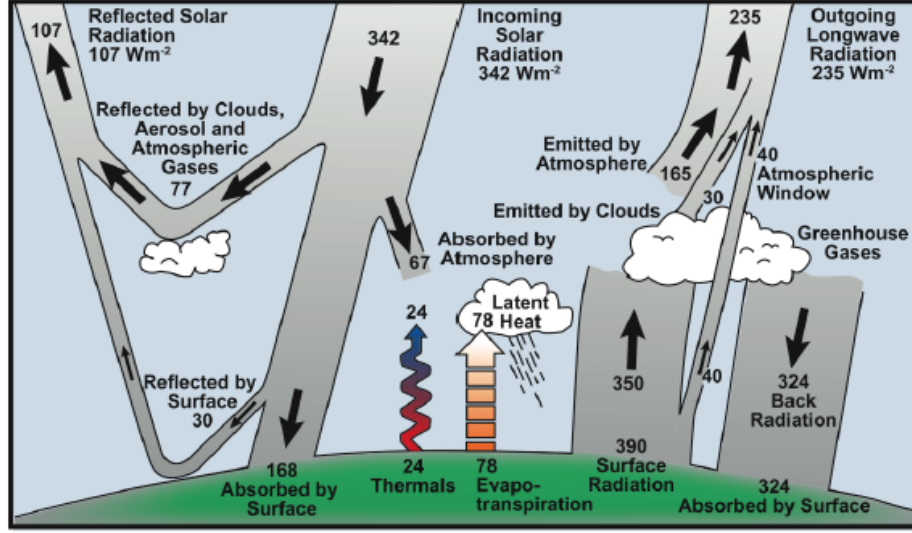 107
Reflected Solar
Radiation
107 Wm-2
342
Incoming
Solar
Radiation
342 Wm-2
235
Outgoing
Longwave
Radiation
235 Wm-2
Reflected by Clouds,
Aerosol and
Atmospheric
Gases
77
Emitted by
Atmosphere
165
40
Atmospheric
Window
Emitted by Clouds
30
Greenhouse
Gases
Absorbed by
Atmosphere
67
24
78
Latent
Heat
Reflected by
Surface
30
350
40
324
Back
Radiation
168
Absorbed by
Surface
24
Thermals
78
Evapo-
transpiration
390
Surface
Radiation
324
Absorbed by Surface